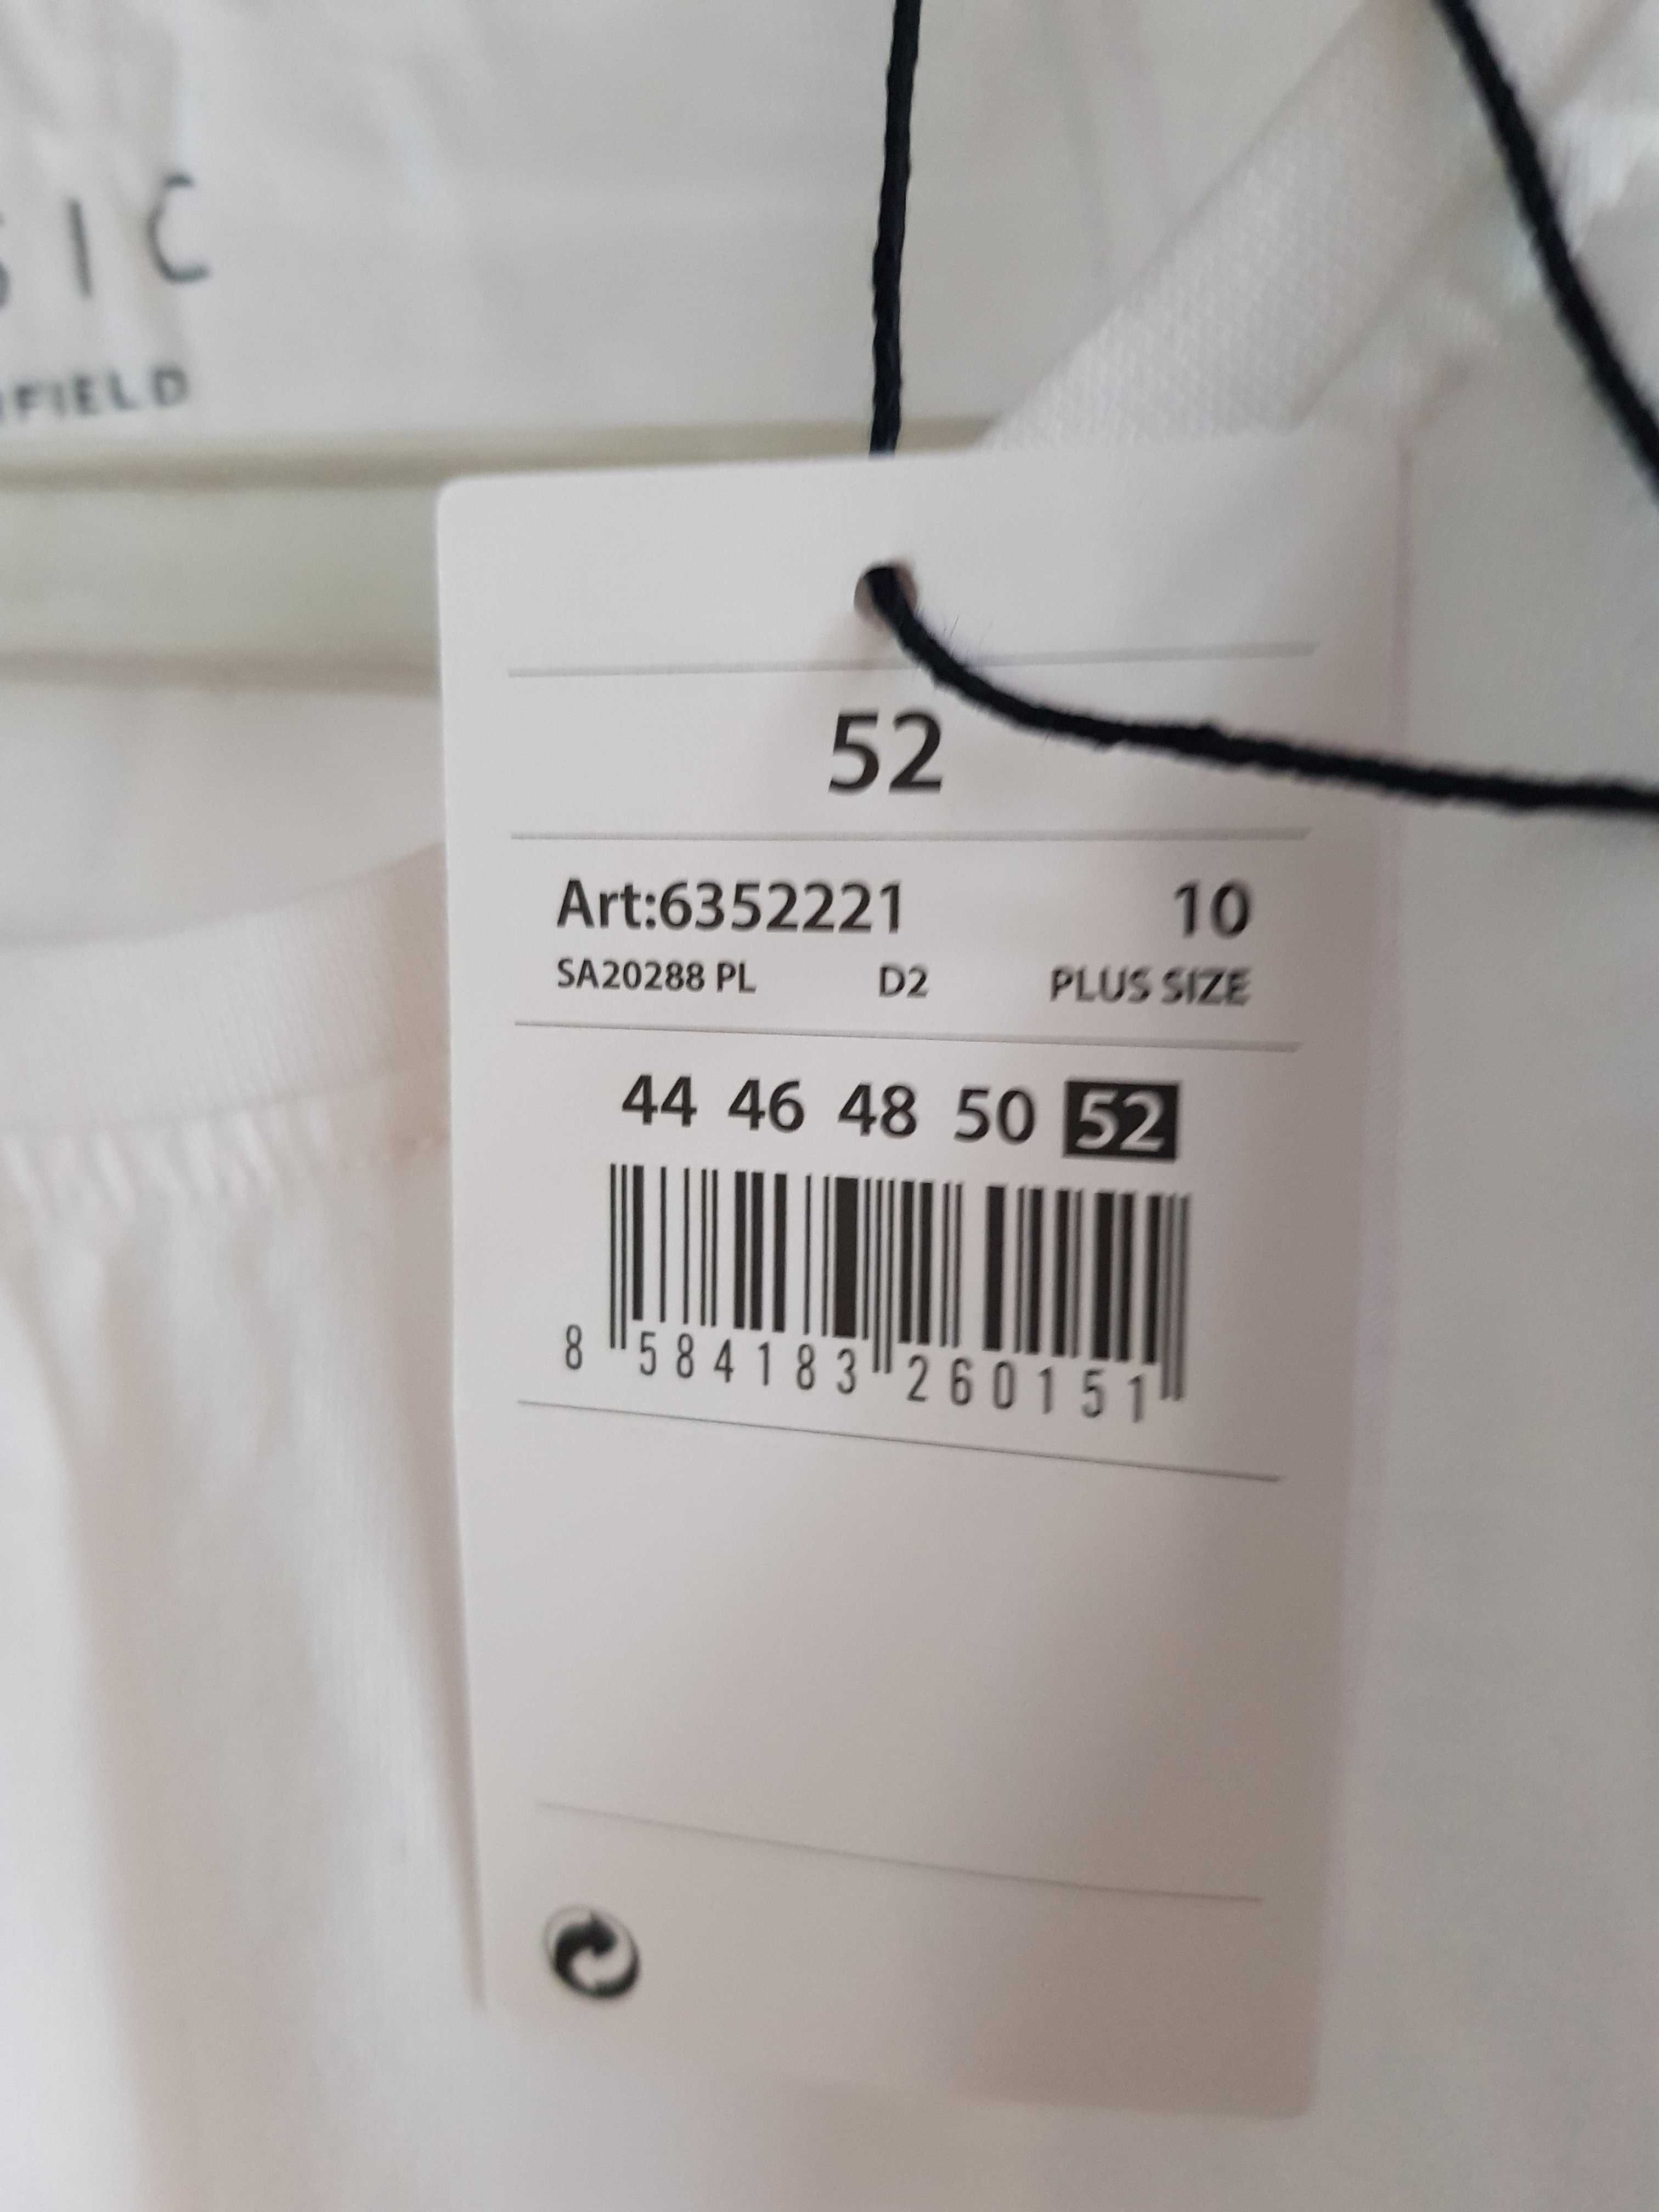 SIC
FIELD
52
Art:6352221 10
SA20288 PL D2 PLUS SIZE
44 46 48 50 52
8 584183 260151